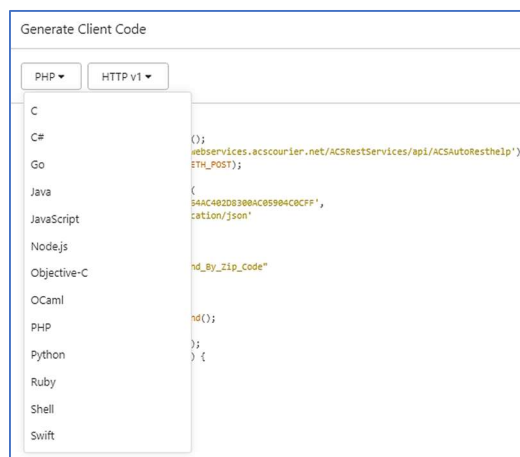 Generate Client Code
PHP HTTP v1
C
C#
Go
Java
JavaScript
Node.js
Objective-C
OCaml
PHP
Python
Ruby
Shell
Swift
();
webservices.acscourier.net/ACSRestServices/api/ACSAutoResthelp')
ETH_POST);
(
64AC402D8300AC05904C0CFF',
cation/json'
nd_By_Zip_Code"
nd();
);
) {